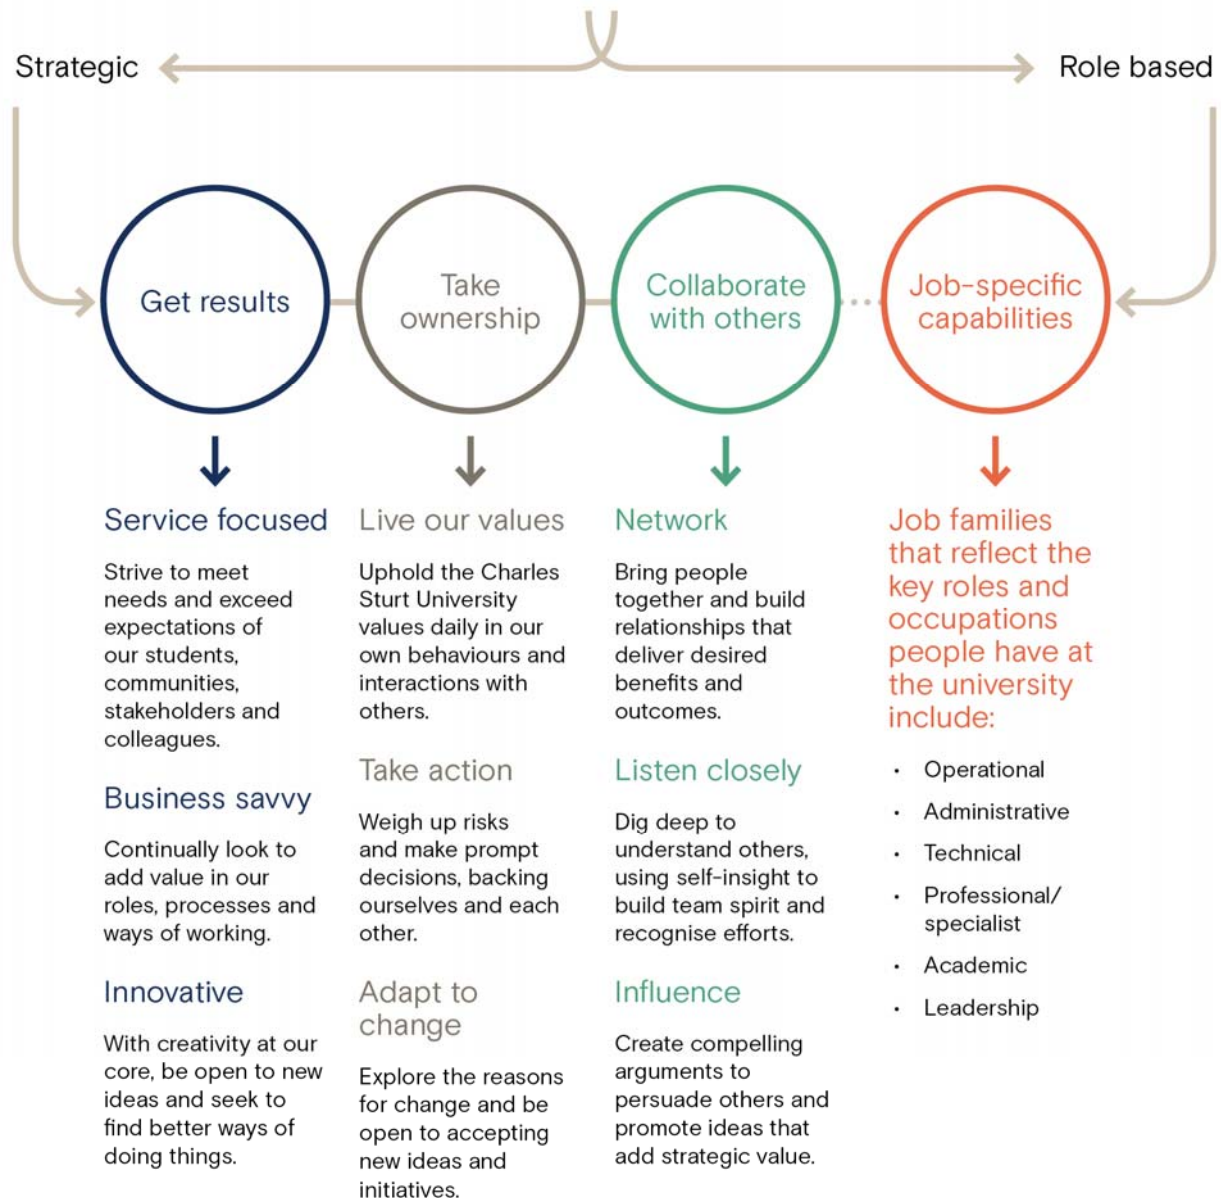 Strategic
Role based
Get results
Take
ownership
Collaborate
with others
Job-specific
capabilities
Service focused
Strive to meet
needs and exceed
expectations of
our students,
communities,
stakeholders and
colleagues.
Business savvy
Continually look to
add value in our
roles, processes and
ways of working.
Innovative
With creativity at our
core, be open to new
ideas and seek to
find better ways of
doing things.
Live our values
Uphold the Charles
Sturt University
values daily in our
own behaviours and
interactions with
others.
Take action
Weigh up risks
and make prompt
decisions, backing
ourselves and each
other.
Adapt to
change
Explore the reasons
for change and be
open to accepting
new ideas and
initiatives.
Network
Bring people
together and build
relationships that
deliver desired
benefits and
outcomes.
Listen closely
Dig deep to
understand others,
using self-insight to
build team spirit and
recognise efforts.
Influence
Create compelling
arguments to
persuade others and
promote ideas that
add strategic value.
Job families
that reflect the
key roles and
occupations
people have at
the university
include:
• Operational
• Administrative
• Technical
• Professional/
specialist
• Academic
• Leadership